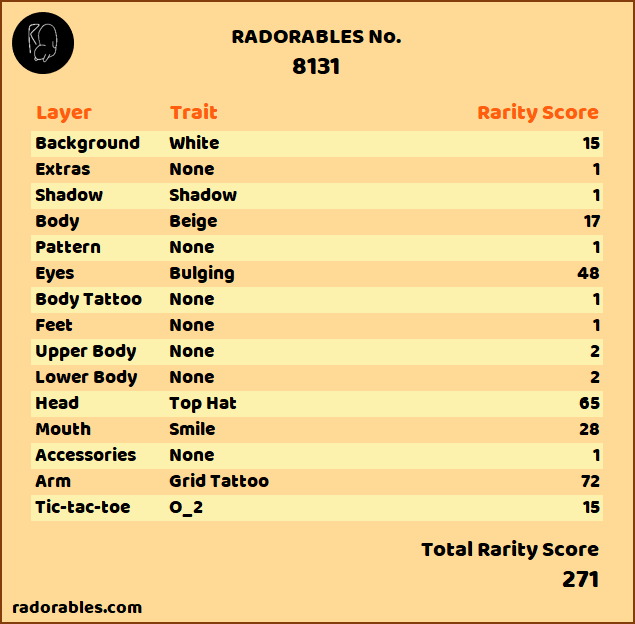 RADORABLES No.
8131
Layer Trait Rarity Score
Background White 15
Extras None 1
Shadow Shadow 1
Body Beige 17
Pattern None 1
Eyes Bulging 48
Body Tattoo None 1
Feet None 1
Upper Body None 2
Lower Body None 2
Head Top Hat 65
Mouth Smile 28
Accessories None 1
Arm Grid Tattoo 72
Tic-tac-toe O_2 15
Total Rarity Score
271
radorables.com